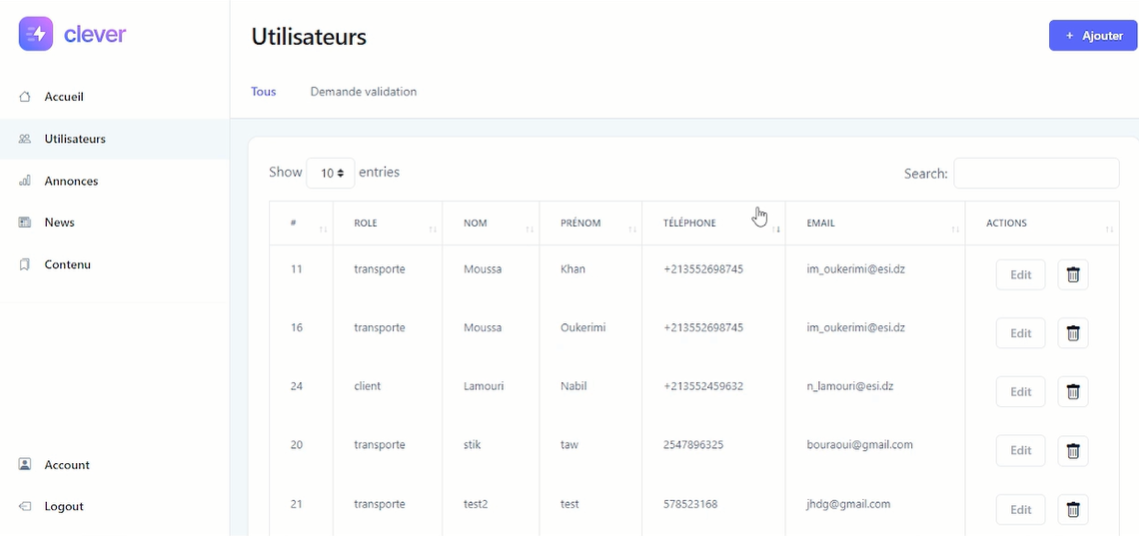 clever
Utilisateurs
+ Ajouter
Tous Demande validation
Accueil
Utilisateurs
Annonces
News
Contenu
Account
Logout
Show 10 entries Search:
# ROLE NOM PRÉNOM TÉLÉPHONE EMAIL ACTIONS
11 transporte Moussa Khan +213552698745 im_oukerimi@esi.dz Edit
16 transporte Moussa Oukerimi +213552698745 im_oukerimi@esi.dz Edit
24 client Lamouri Nabil +213552459632 n_lamouri@esi.dz Edit
20 transporte stik taw 2547896325 bouraoui@gmail.com Edit
21 transporte test2 test 578523168 jhdg@gmail.com Edit